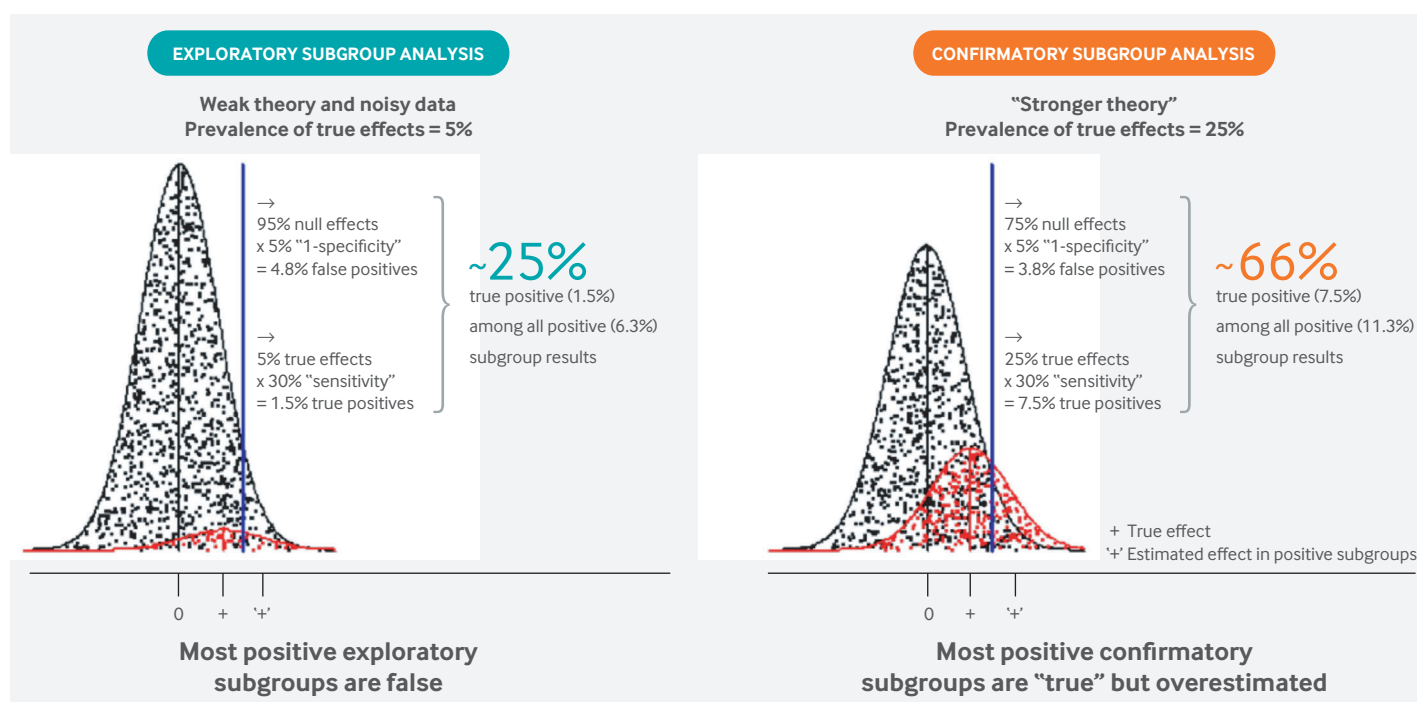 EXPLORATORY SUBGROUP ANALYSIS
Weak theory and noisy data
Prevalence of true effects = 5%
→
95% null effects
x 5% “1-specificity”
= 4.8% false positives
→
5% true effects
x 30% “sensitivity”
= 1.5% true positives
~25%
true positive (1.5%)
among all positive (6.3%)
subgroup results
0 + ‘+’
Most positive exploratory
subgroups are false
CONFIRMATORY SUBGROUP ANALYSIS
“Stronger theory”
Prevalence of true effects = 25%
→
75% null effects
x 5% “1-specificity”
= 3.8% false positives
→
25% true effects
x 30% “sensitivity”
= 7.5% true positives
~66%
true positive (7.5%)
among all positive (11.3%)
subgroup results
+ True effect
‘+’ Estimated effect in positive subgroups
0 + ‘+’
Most positive confirmatory
subgroups are “true” but overestimated